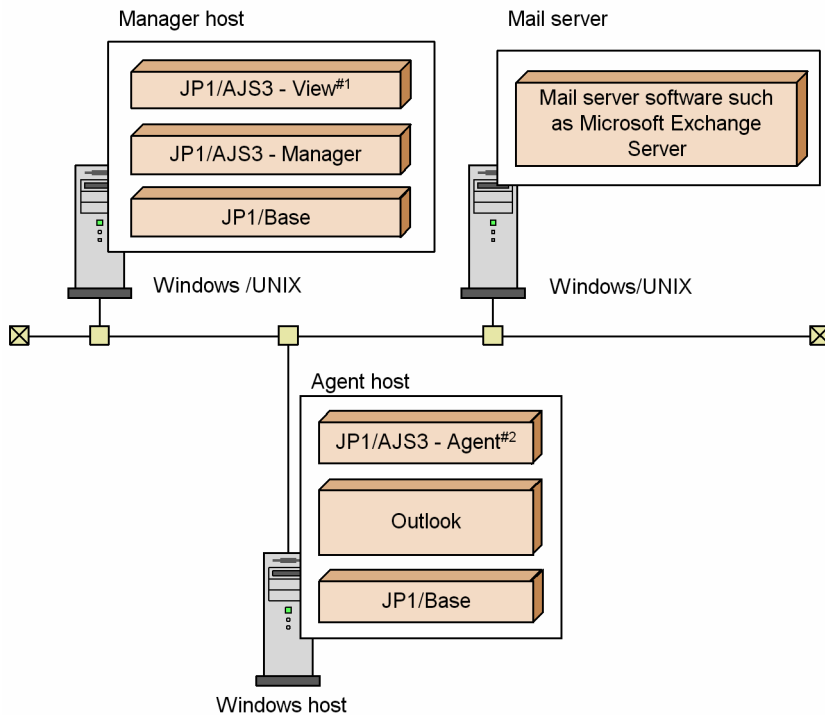 Manager host
JP1/AJS3 - View#1
JP1/AJS3 - Manager
JP1/Base
Windows /UNIX
Mail server
Mail server software such
as Microsoft Exchange
Server
Windows/UNIX
Agent host
JP1/AJS3 - Agent#2
Outlook
JP1/Base
Windows host